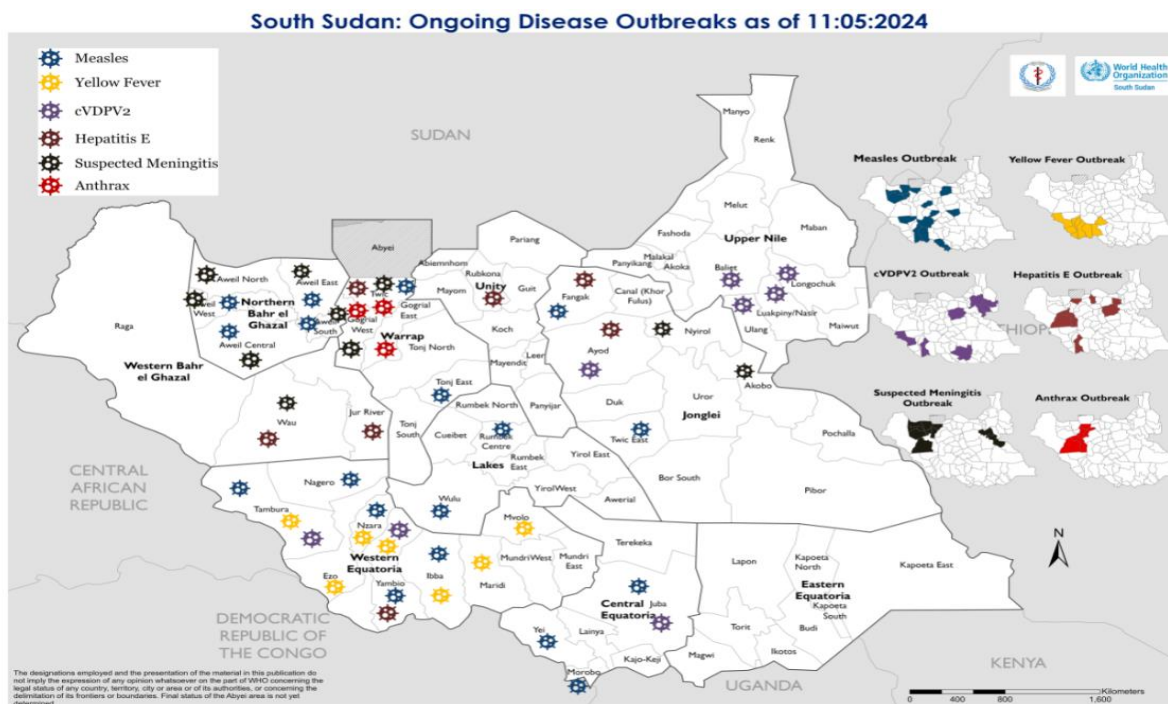 South Sudan: Ongoing Disease Outbreaks as of 11:05:2024
Measles
Yellow Fever
cVDPV2
Hepatitis E
Suspected Meningitis
Anthrax
World Health
Organization
South Sudan
SUDAN
Manyo
Renk
Melut
Maban
Fashoda
Upper Nile
Malakal
Panyikang
Akoka
Baliet
Longochuk
Luakpiny/Nasir
Ulang
Maiwut
Abyei
Pariang
Abiemnhom
Rubkona
Unity
Guit
Mayom
Koch
Leer
Mayendit
Panyijar
Fangak
Canal (Khor
Fulus)
Nyirol
Ayod
Akobo
Uror
Duk
Jonglei
Twic East
Pochalla
Bor South
Pibor
Aweil North
Aweil East
Northern
Bahr el
Ghazal
Aweil Central
Raga
Western Bahr
el Ghazal
Twic
Gogrial
West
Gogrial
East
Warrap
Tonj North
Tonj East
Tonj
South
Wau
Jur River
Rumbek North
Cueibet
Rumbek
Centre
Rumbek
East
Lakes
Yirol East
YirolWest
Awerial
Wulu
CENTRAL
AFRICAN
REPUBLIC
Nagero
Tambura
Nzara
Western
Equatoria
Ezo
Yambio
Ibba
Maridi
Mvolo
MundriWest
Mundri
East
Terekeka
Central
Equatoria
Juba
Yei
Lainya
Morobo
Kajo-Keji
Lapon
Kapoeta
North
Kapoeta East
Eastern
Equatoria
Kapoeta
South
Torit
Budi
Ikotos
Magwi
DEMOCRATIC
REPUBLIC OF
THE CONGO
UGANDA
KENYA
Measles Outbreak
Yellow Fever Outbreak
cVDPV2 Outbreak
Hepatitis E Outbreak
Suspected Meningitis
Outbreak
Anthrax Outbreak
N
Kilometers
0 400 800 1,600
The designations employed and the presentation of the material in this publication do
not imply the expression of any opinion whatsoever on the part of WHO concerning the
legal status of any country, territory, city or area or of its authorities, or concerning the
delimitation of its frontiers or boundaries. Final status of the Abyei area is not yet
determined.